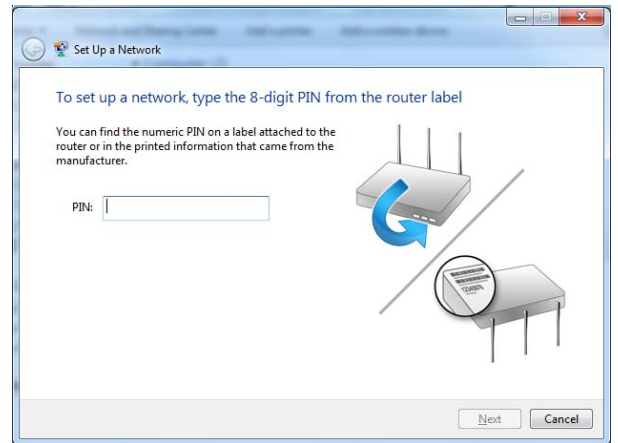 Set Up a Network
To set up a network, type the 8-digit PIN from the router label
You can find the numeric PIN on a label attached to the
router or in the printed information that came from the
manufacturer.
PIN:
12345678
Next
Cancel